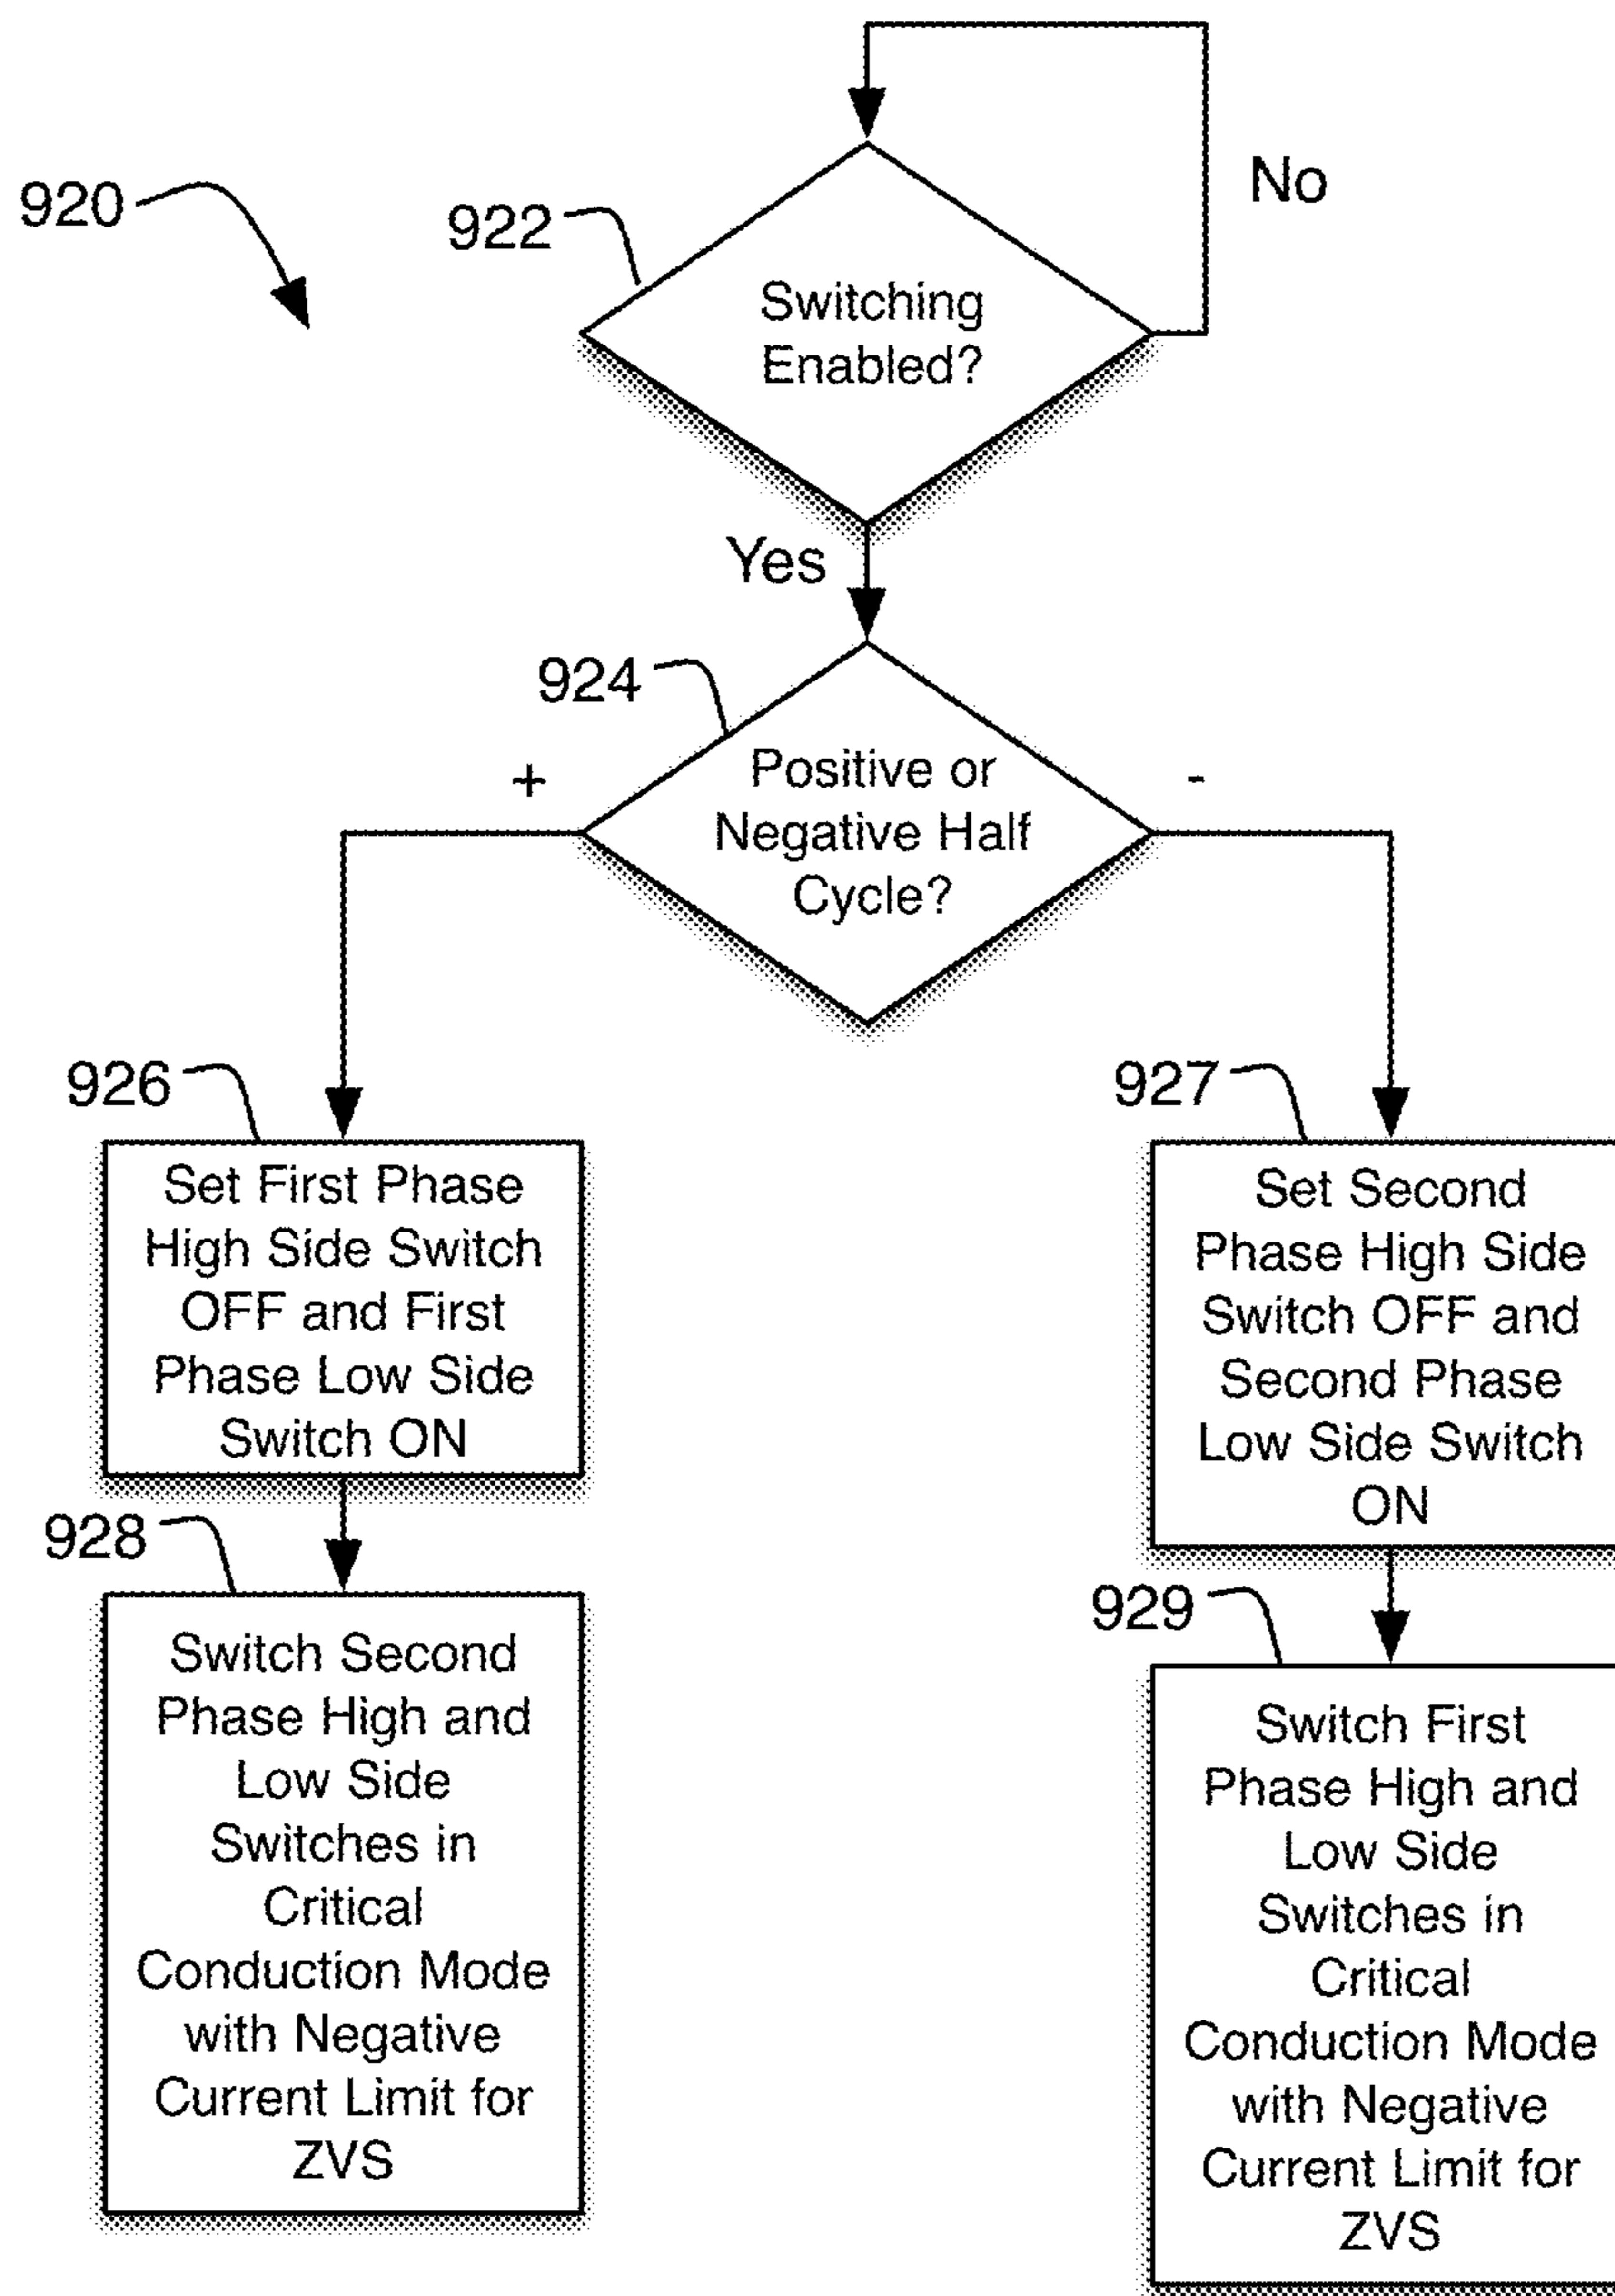 No
920
922
Switching
Enabled?
Yes
924
+
-
Positive or
Negative Half
Cycle?
926
Set First Phase
High Side Switch
OFF and First
Phase Low Side
Switch ON
927
Set Second
Phase High Side
Switch OFF and
Second Phase
Low Side Switch
ON
928
Switch Second
Phase High and
Low Side
Switches in
Critical
Conduction Mode
with Negative
Current Limit for
ZVS
929
Switch First
Phase High and
Low Side
Switches in
Critical
Conduction Mode
with Negative
Current Limit for
ZVS